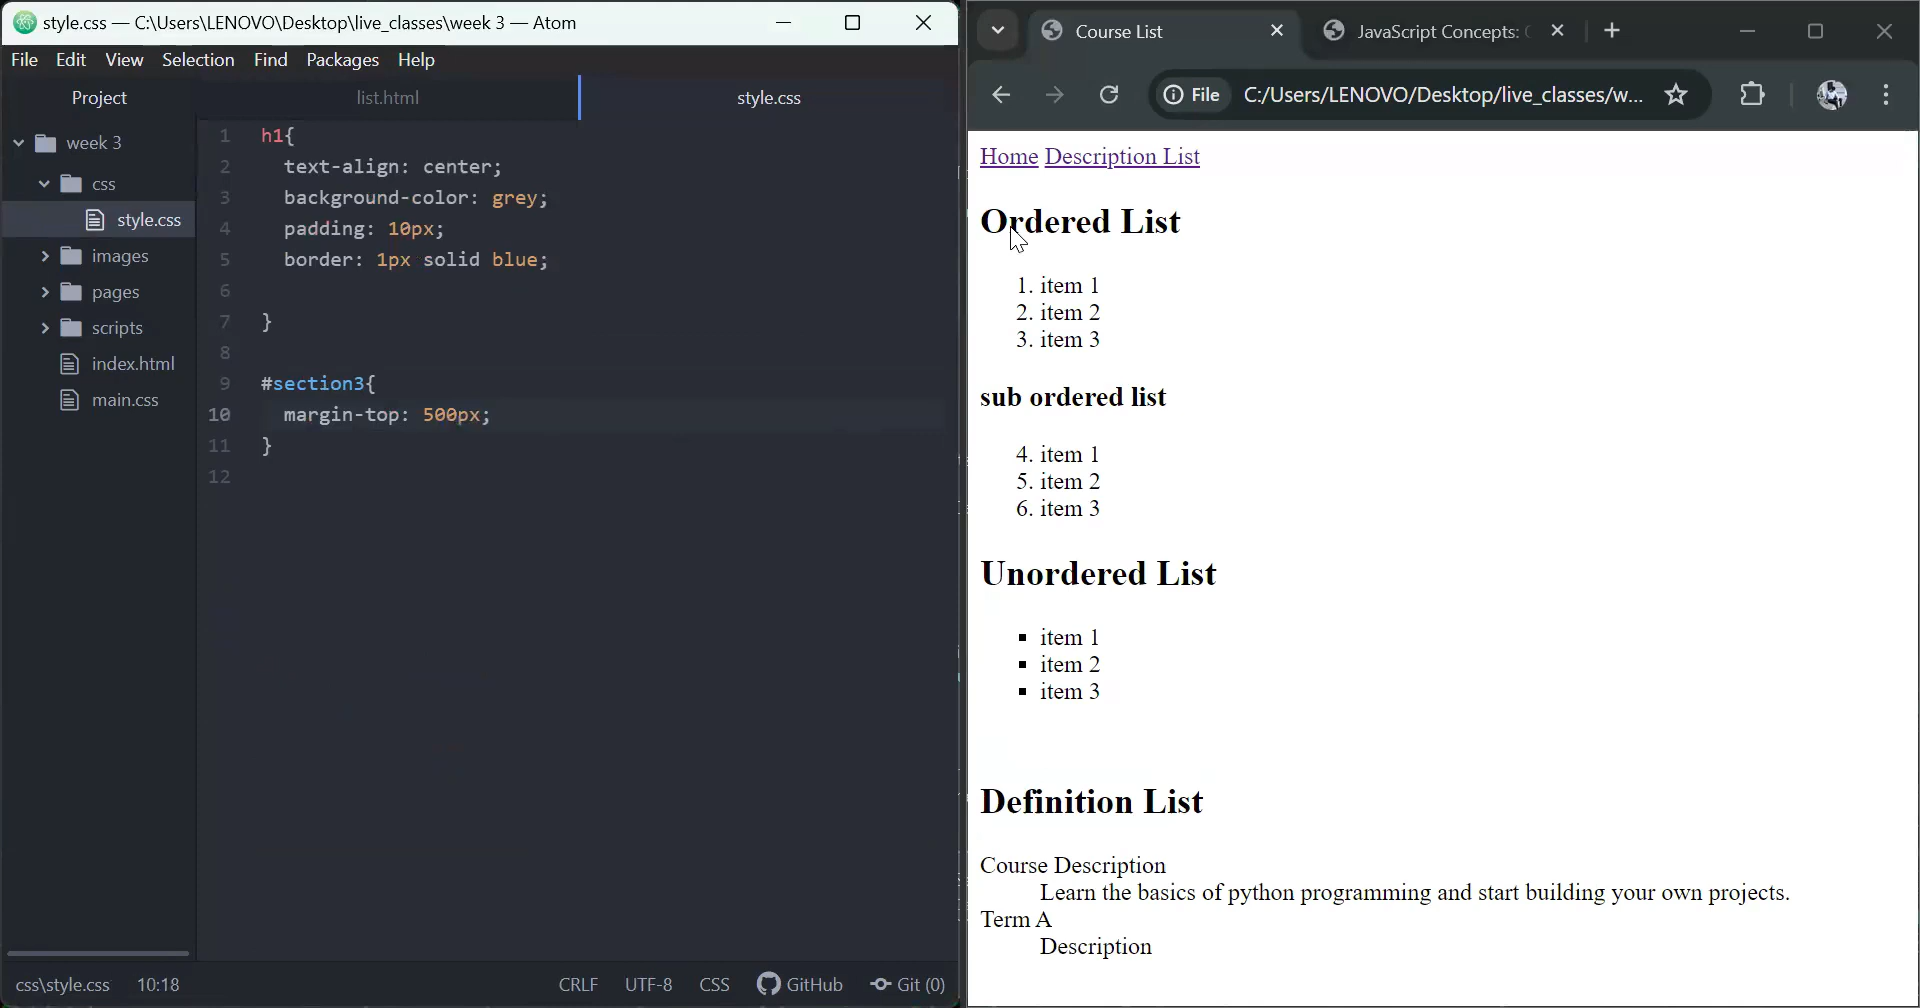 style.css — C:\Users\LENOVO\Desktop\live_classes\week 3 — Atom
File Edit View Selection Find Packages Help
Project
week 3
css
style.css
images
pages
scripts
index.html
main.css
list.html
style.css
1 h1{
2 text-align: center;
3 background-color: grey;
4 padding: 10px;
5 border: 1px solid blue;
6
7 }
8
9 #section3{
10 margin-top: 500px;
11 }
12
css\style.css 10:18 CRLF UTF-8 CSS GitHub Git (0)
Course List
JavaScript Concepts:
File C:/Users/LENOVO/Desktop/live_classes/w...
Home Description List
Ordered List
1. item 1
2. item 2
3. item 3
sub ordered list
4. item 1
5. item 2
6. item 3
Unordered List
▪ item 1
▪ item 2
▪ item 3
Definition List
Course Description
Learn the basics of python programming and start building your own projects.
Term A
Description